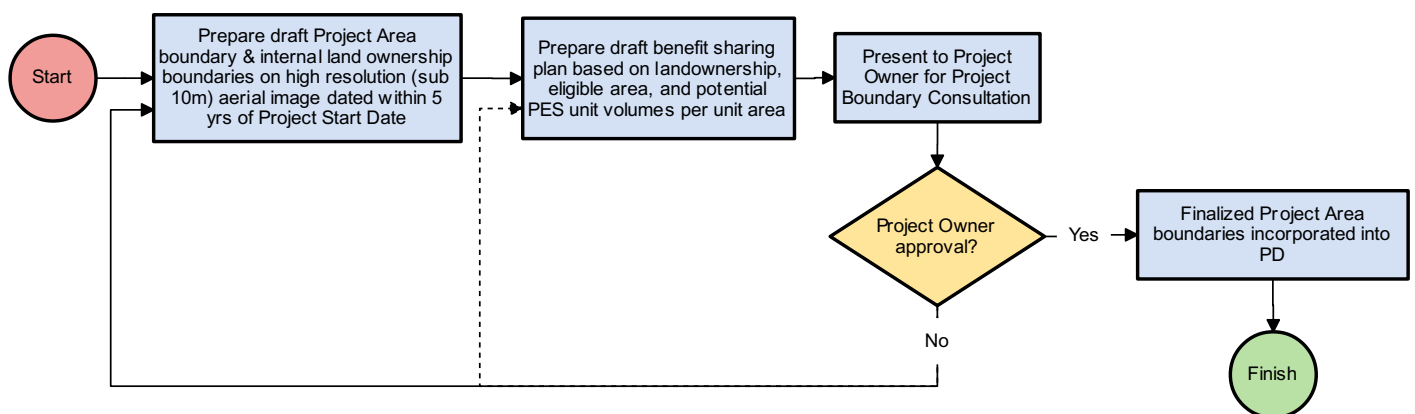 Start
Prepare draft Project Area
boundary & internal land ownership
boundaries on high resolution (sub
10m) aerial image dated within 5
yrs of Project Start Date
Prepare draft benefit sharing
plan based on landownership,
eligible area, and potential
PES unit volumes per unit area
Present to Project
Owner for Project
Boundary Consultation
Project Owner
approval?
Yes
Finalized Project Area
boundaries incorporated into
PD
No
Finish